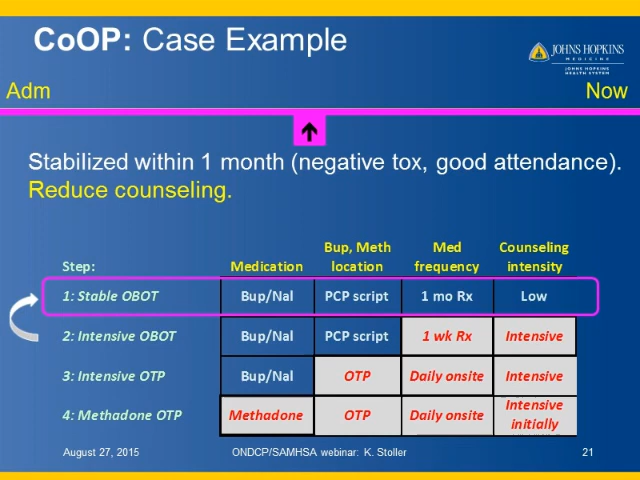 CoOP: Case Example
JOHNS HOPKINS
MEDICINE
JOHNS HOPKINS
HEALTH SYSTEM
Adm
Now
Stabilized within 1 month (negative tox, good attendance).
Reduce counseling.
Step: Medication Bup, Meth location Med frequency Counseling intensity
1: Stable OBOT Bup/Nal PCP script 1 mo Rx Low
2: Intensive OBOT Bup/Nal PCP script 1 wk Rx Intensive
3: Intensive OTP Bup/Nal OTP Daily onsite Intensive
4: Methadone OTP Methadone OTP Daily onsite Intensive initially
August 27, 2015 ONDCP/SAMHSA webinar: K. Stoller 21